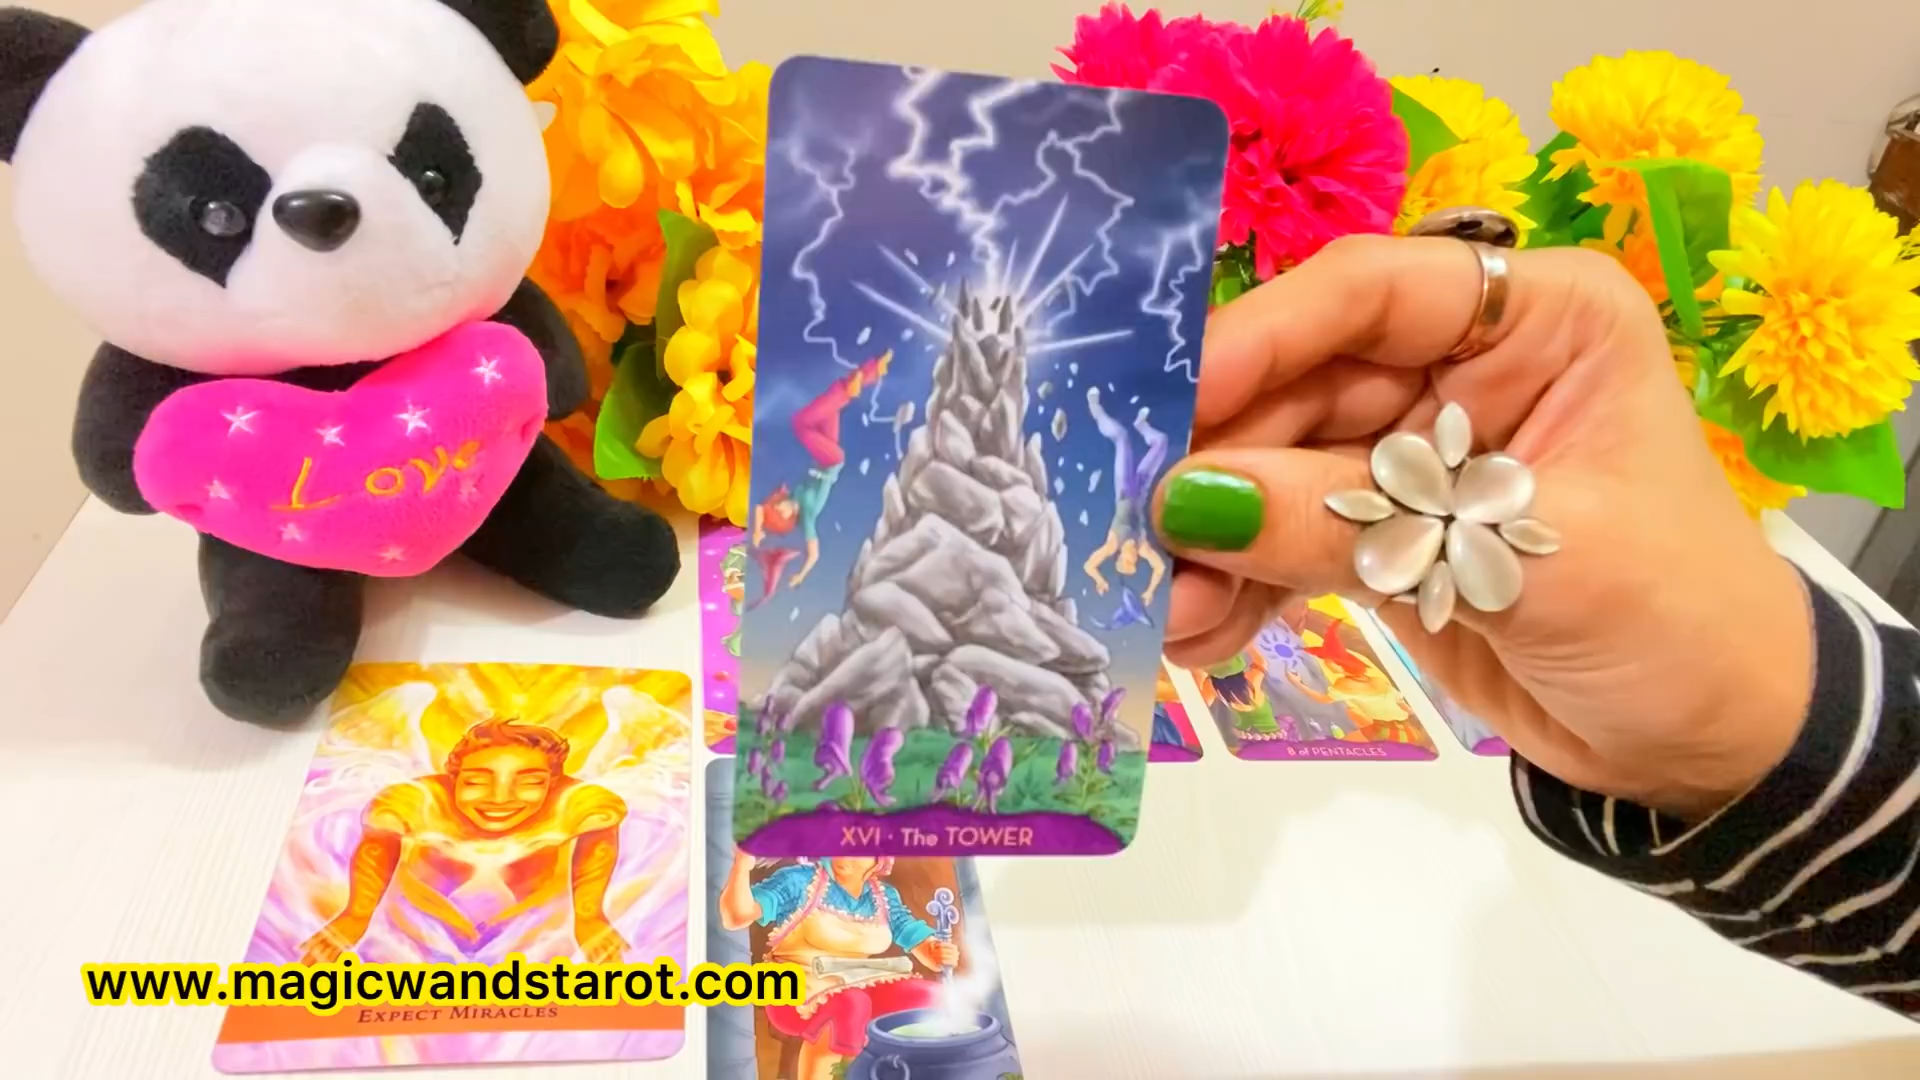 Love
XVI · The TOWER
8 of PENTACLES
www.magicwandstarot.com
EXPECT MIRACLES